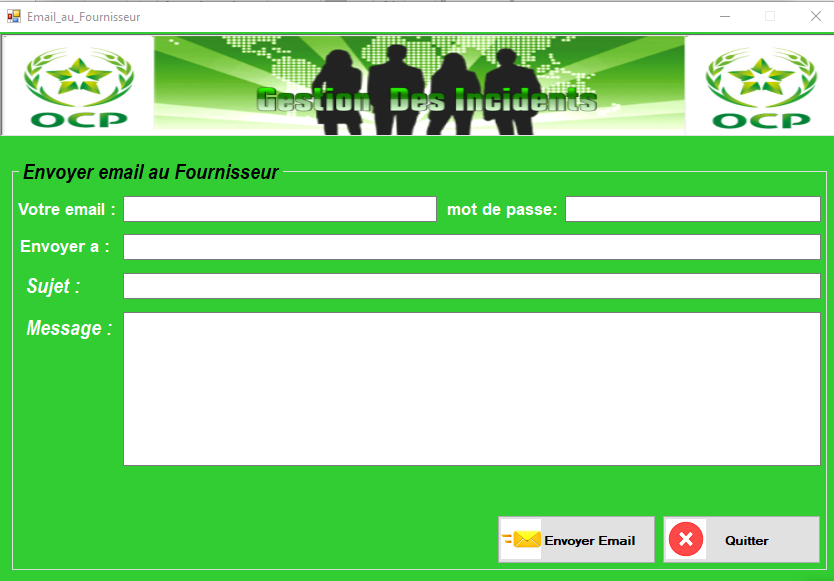 Email_au_Fournisseur
OCP
Gestion Des Incidents
OCP
Envoyer email au Fournisseur
Votre email :
mot de passe:
Envoyer a :
Sujet :
Message :
Envoyer Email
Quitter